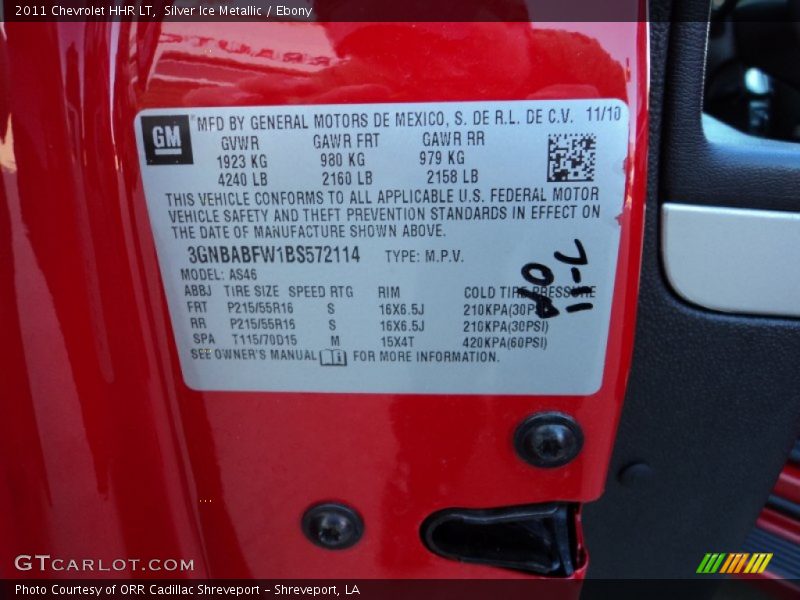 2011 Chevrolet HHR LT, Silver Ice Metallic / Ebony
GM MFD BY GENERAL MOTORS DE MEXICO, S. DE R.L. DE C.V. 11/10
GVWR GAWR FRT GAWR RR
1923 KG 980 KG 979 KG
4240 LB 2160 LB 2158 LB
THIS VEHICLE CONFORMS TO ALL APPLICABLE U.S. FEDERAL MOTOR
VEHICLE SAFETY AND THEFT PREVENTION STANDARDS IN EFFECT ON
THE DATE OF MANUFACTURE SHOWN ABOVE.
3GNBABFW1BS572114 TYPE: M.P.V.
MODEL: AS46
ABBJ TIRE SIZE SPEED RTG RIM COLD TIRE PRESSURE
FRT P215/55R16 S 16X6.5J 210KPA(30PSI)
RR P215/55R16 S 16X6.5J 210KPA(30PSI)
SPA T115/70D15 M 15X4T 420KPA(60PSI)
SEE OWNER'S MANUAL FOR MORE INFORMATION.
GTCARLOT.COM
Photo Courtesy of ORR Cadillac Shreveport - Shreveport, LA